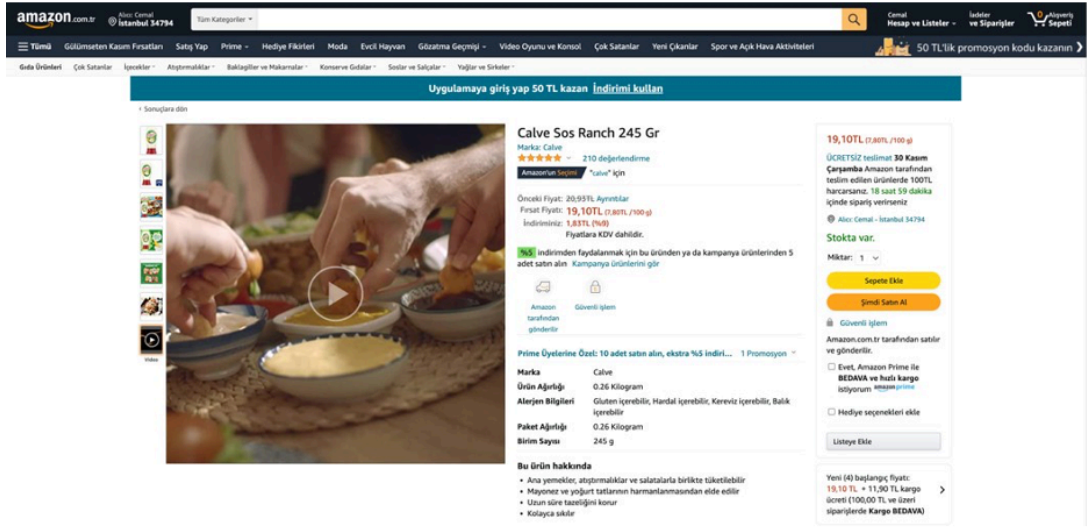 amazon.com.tr
Alıcı: Cemal
İstanbul 34794
Tüm Kategoriler
Cemal
Hesap ve Listeler
İadeler
ve Siparişler
0 Alışveriş
Sepeti
Tümü Gülümseten Kasım Fırsatları Satış Yap Prime Hediye Fikirleri Moda Evcil Hayvan Gözatma Geçmişi Video Oyunu ve Konsol Çok Satanlar Yeni Çıkanlar Spor ve Açık Hava Aktiviteleri 50 TL'lik promosyon kodu kazanın
Gıda Ürünleri Çok Satanlar İçecekler Atıştırmalıklar Baklagiller ve Makarnalar Konserve Gıdalar Soslar ve Salçalar Yağlar ve Sirkeler
Uygulamaya giriş yap 50 TL kazan İndirimi kullan
‹ Sonuçlara dön
Video
Calve Sos Ranch 245 Gr
Marka: Calve
210 değerlendirme
Amazon'un Seçimi "calve" için
Önceki Fiyat: 20,93TL Ayrıntılar
Fırsat Fiyatı: 19,10TL (7,80TL /100 g)
İndiriminiz: 1,83TL (%9)
Fiyatlara KDV dahildir.
%5 indirimden faydalanmak için bu üründen ya da kampanya ürünlerinden 5
adet satın alın Kampanya ürünlerini gör
Amazon
tarafından
gönderilir
Güvenli işlem
Prime Üyelerine Özel: 10 adet satın alın, ekstra %5 indiri... 1 Promosyon
Marka Calve
Ürün Ağırlığı 0.26 Kilogram
Alerjen Bilgileri Gluten içerebilir, Hardal içerebilir, Kereviz içerebilir, Balık
içerebilir
Paket Ağırlığı 0.26 Kilogram
Birim Sayısı 245 g
Bu ürün hakkında
• Ana yemekler, atıştırmalıklar ve salatalarla birlikte tüketilebilir
• Mayonez ve yoğurt tatlarının harmanlanmasından elde edilir
• Uzun süre tazeliğini korur
• Kolayca sıkılır
19,10TL (7,80TL /100 g)
ÜCRETSİZ teslimat 30 Kasım
Çarşamba Amazon tarafından
teslim edilen ürünlerde 100TL
harcarsanız. 18 saat 59 dakika
içinde sipariş verirseniz
Alıcı: Cemal - İstanbul 34794
Stokta var.
Miktar: 1
Sepete Ekle
Şimdi Satın Al
Güvenli işlem
Amazon.com.tr tarafından satılır
ve gönderilir.
Evet, Amazon Prime ile
BEDAVA ve hızlı kargo
istiyorum amazon prime
Hediye seçenekleri ekle
Listeye Ekle
Yeni (4) başlangıç fiyatı:
19,10 TL + 11,90 TL kargo
ücreti (100,00 TL ve üzeri
siparişlerde Kargo BEDAVA)